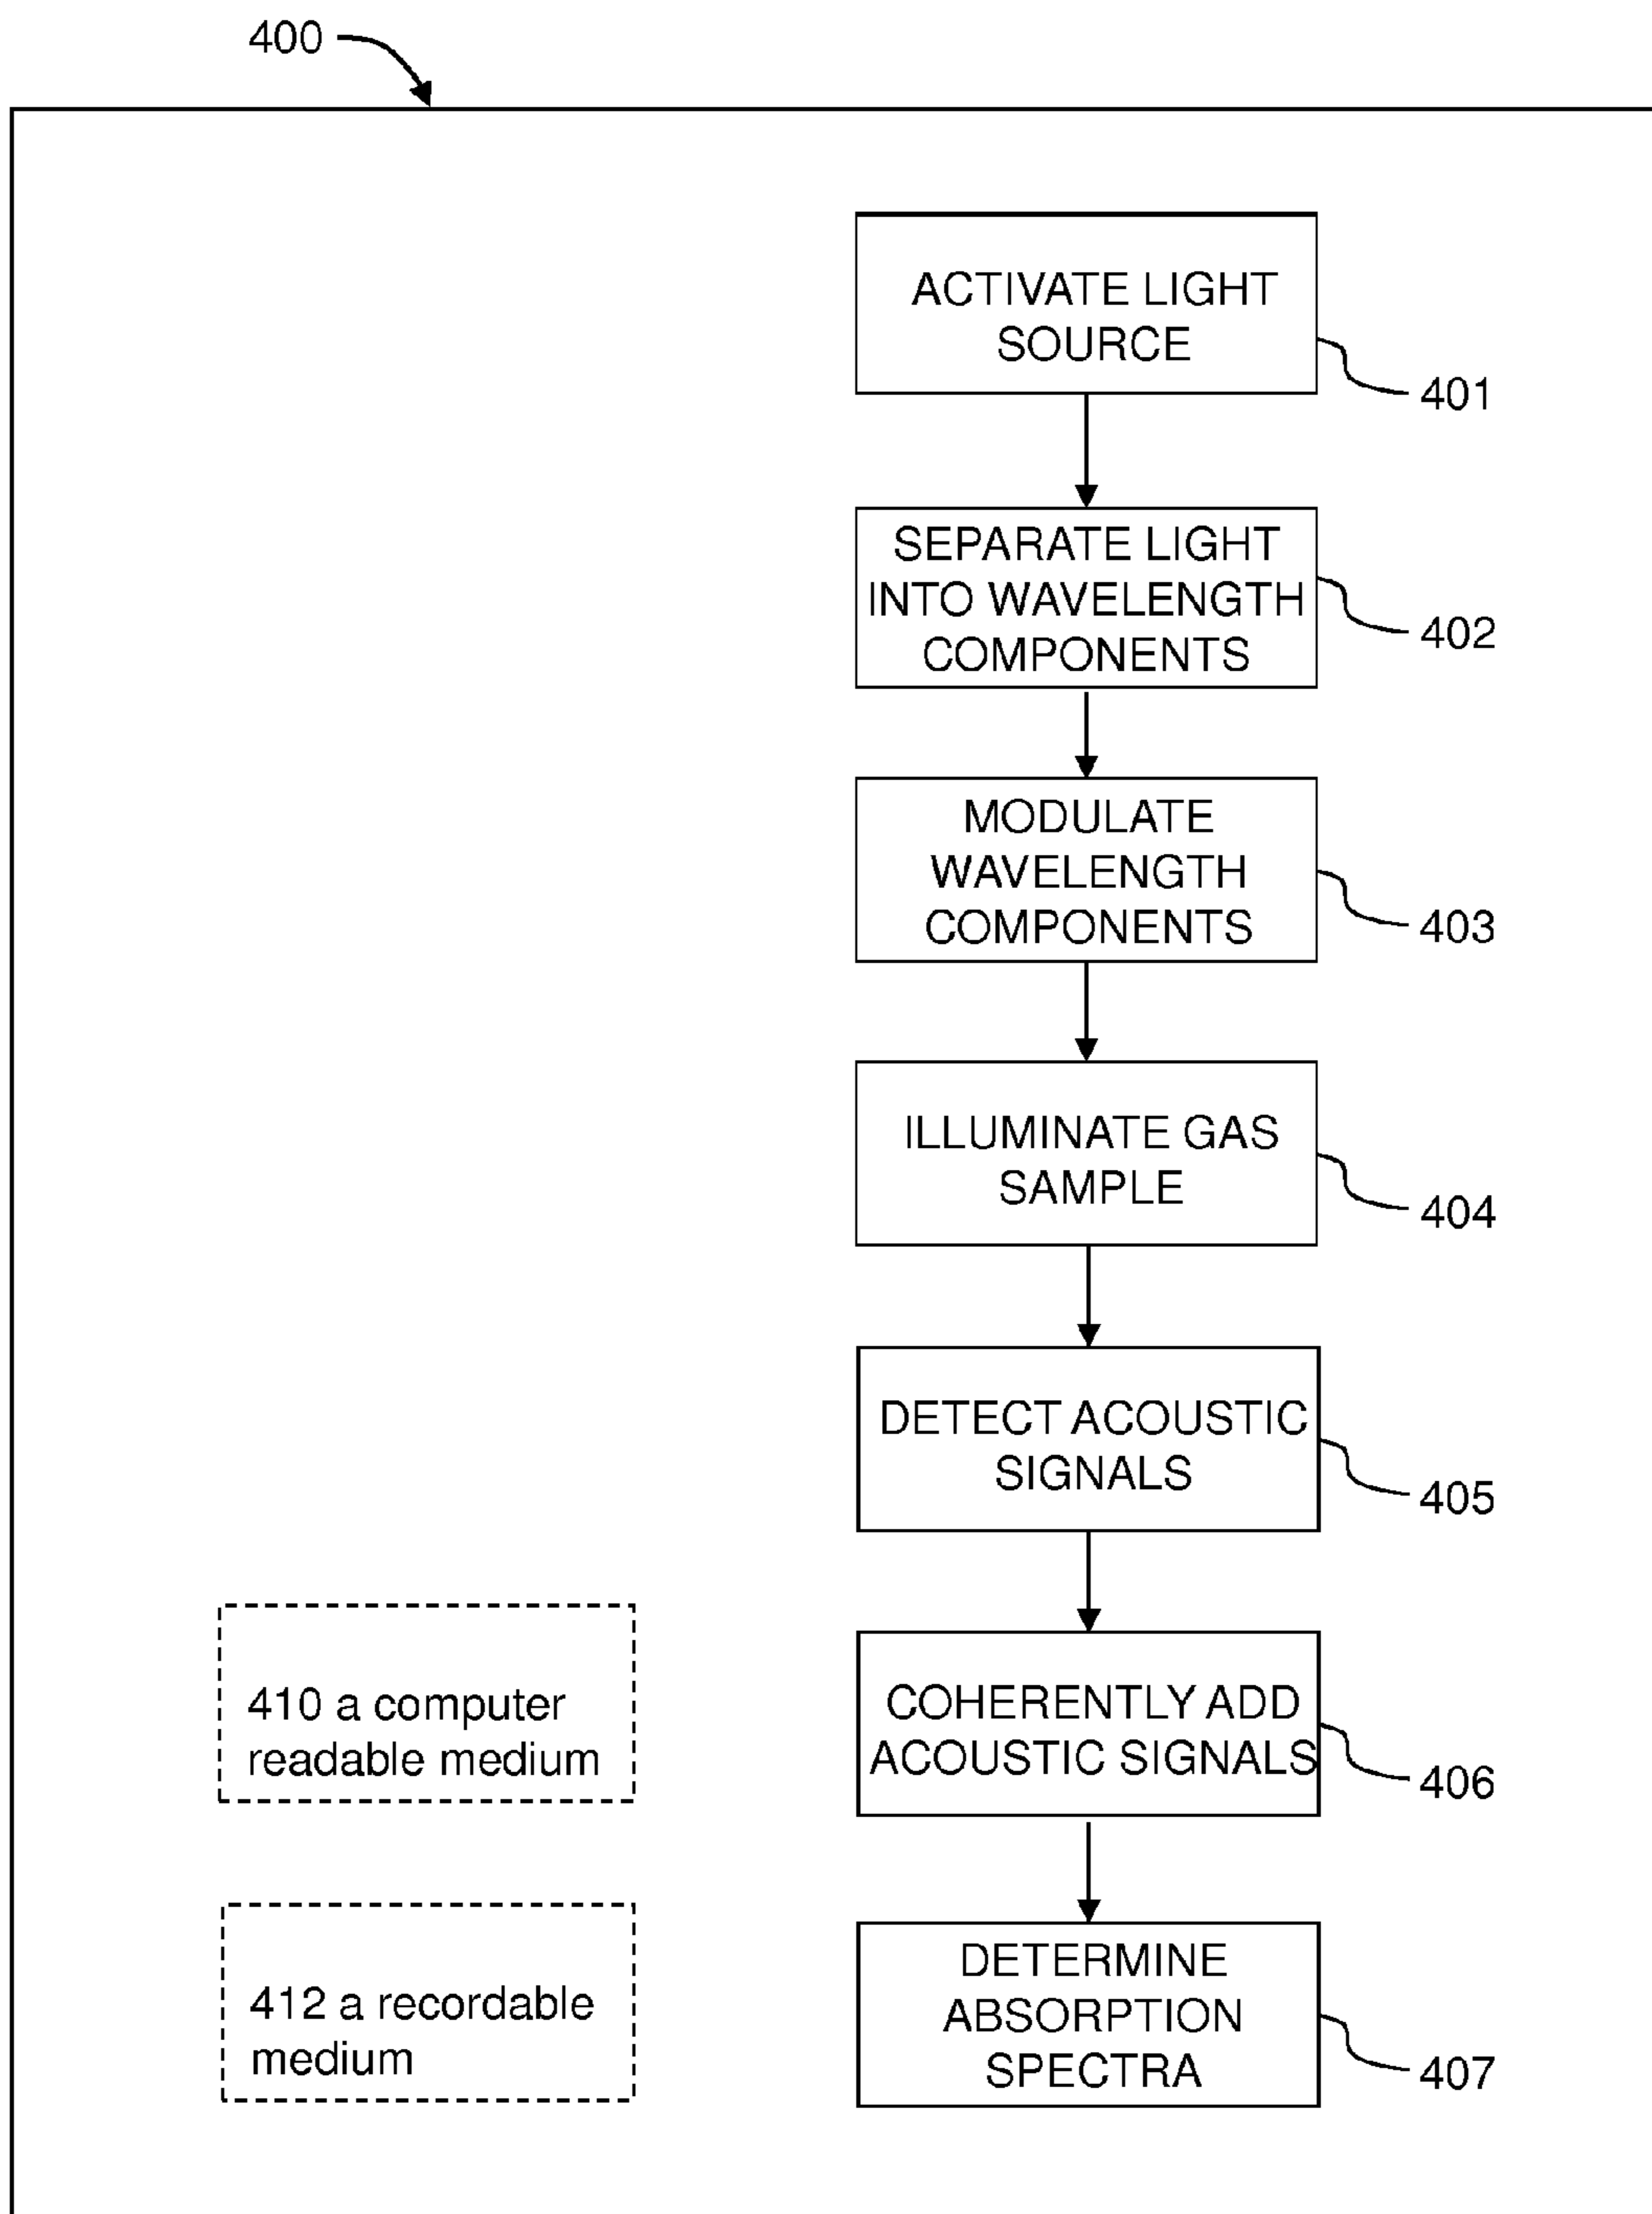 400
ACTIVATE LIGHT
SOURCE
401
SEPARATE LIGHT
INTO WAVELENGTH
COMPONENTS
402
MODULATE
WAVELENGTH
COMPONENTS
403
ILLUMINATE GAS
SAMPLE
404
DETECT ACOUSTIC
SIGNALS
405
COHERENTLY ADD
ACOUSTIC SIGNALS
406
410 a computer
readable medium
DETERMINE
ABSORPTION
SPECTRA
407
412 a recordable
medium